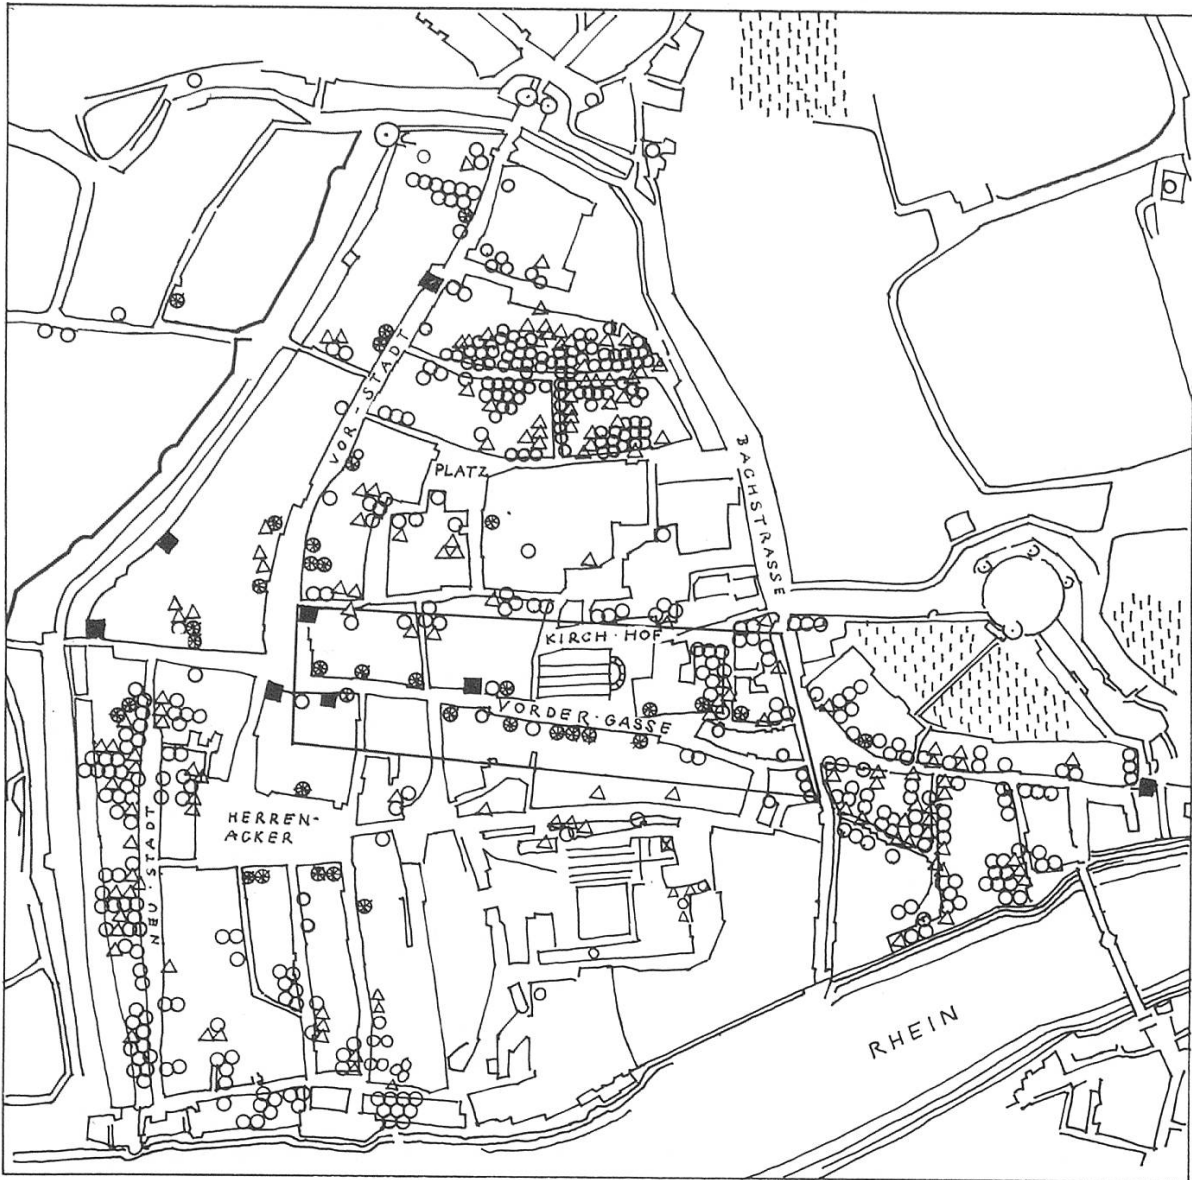 VOR-STADT
PLATZ
BACHSTRASSE
KIRCH·HOF
VORDER·GASSE
HERREN-
ACKER
NEU·STADT
RHEIN